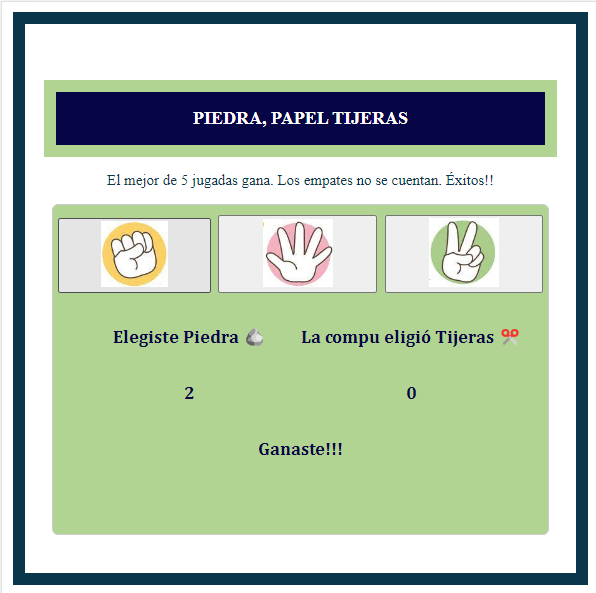 PIEDRA, PAPEL TIJERAS
El mejor de 5 jugadas gana. Los empates no se cuentan. Éxitos!!
Elegiste Piedra 🪨 La compu eligió Tijeras ✂️
2 0
Ganaste!!!